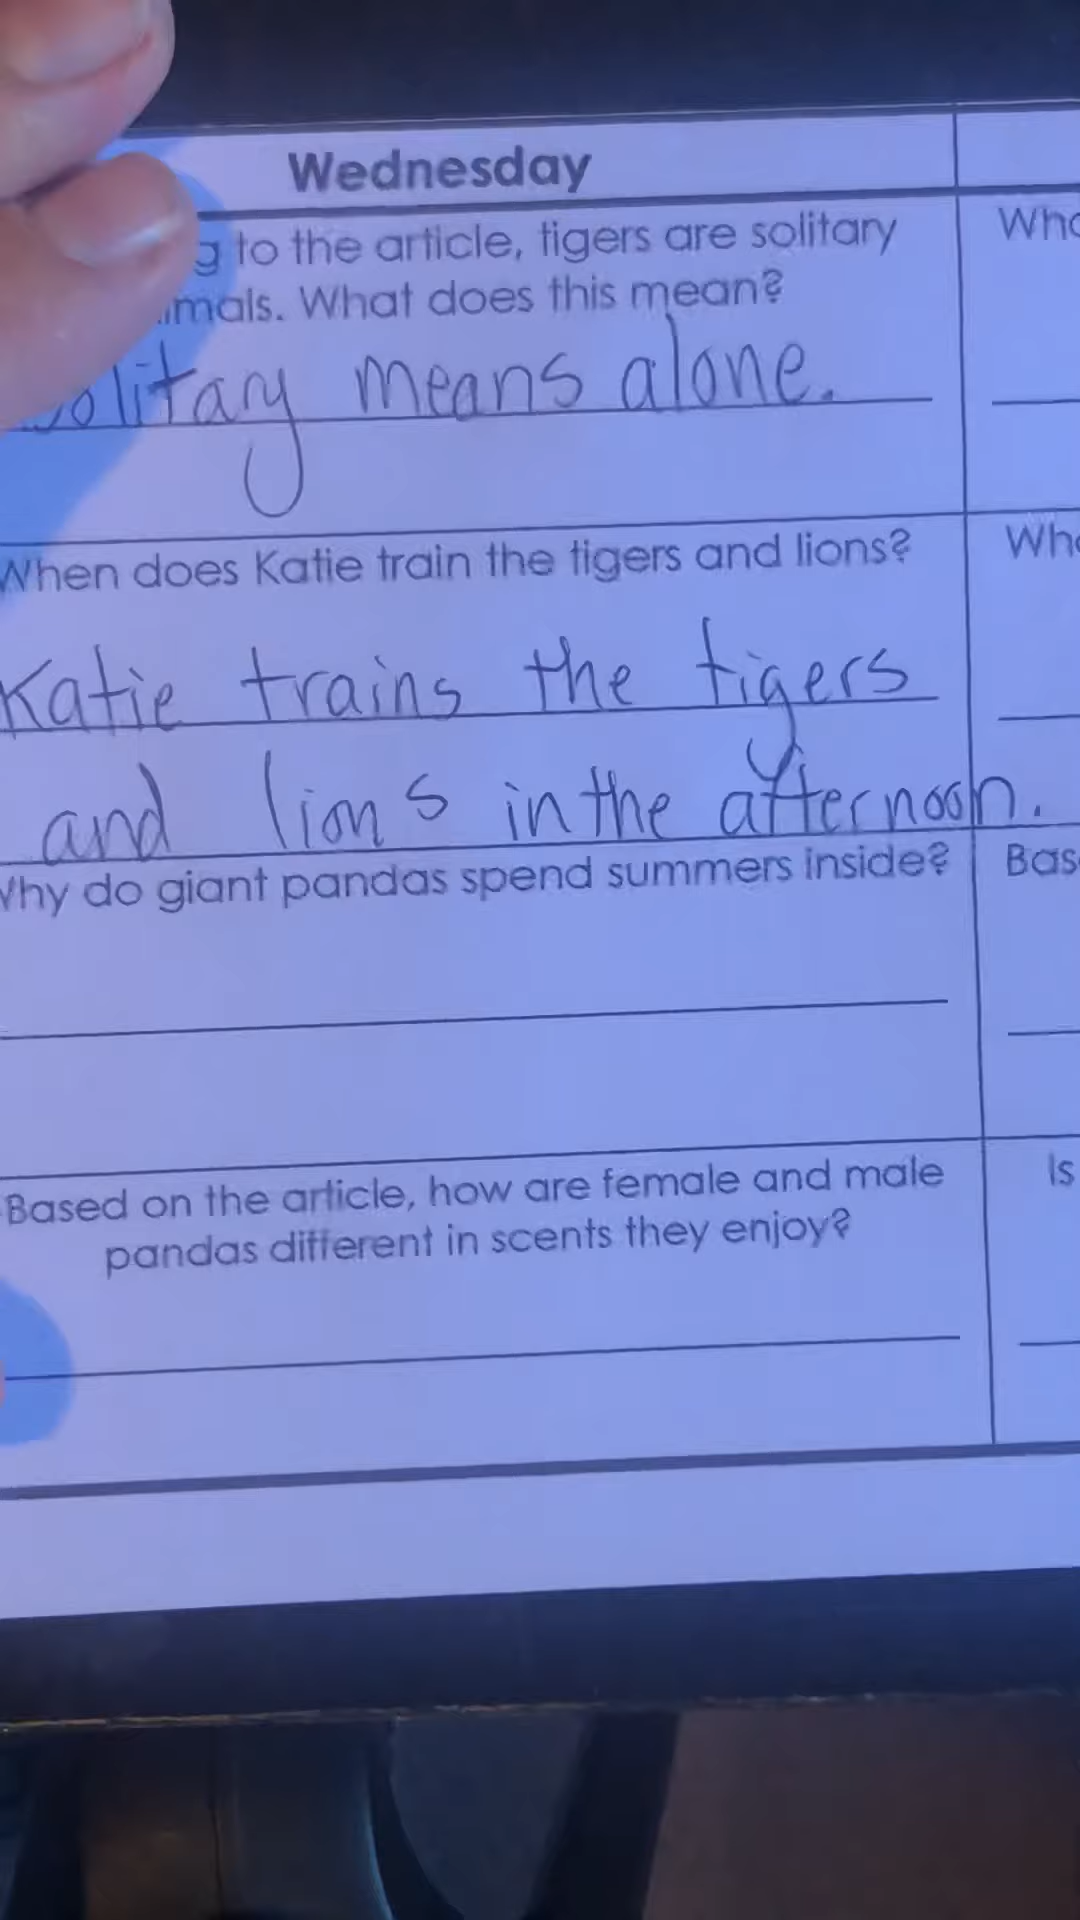 Wednesday
to the article, tigers are solitary
What does this mean?
means alone.
When does Katie train the tigers and lions?
Katie trains the tigers
and lions in the afternoon.
Why do giant pandas spend summers inside?
Based on the article, how are female and male
pandas different in scents they enjoy?
Is